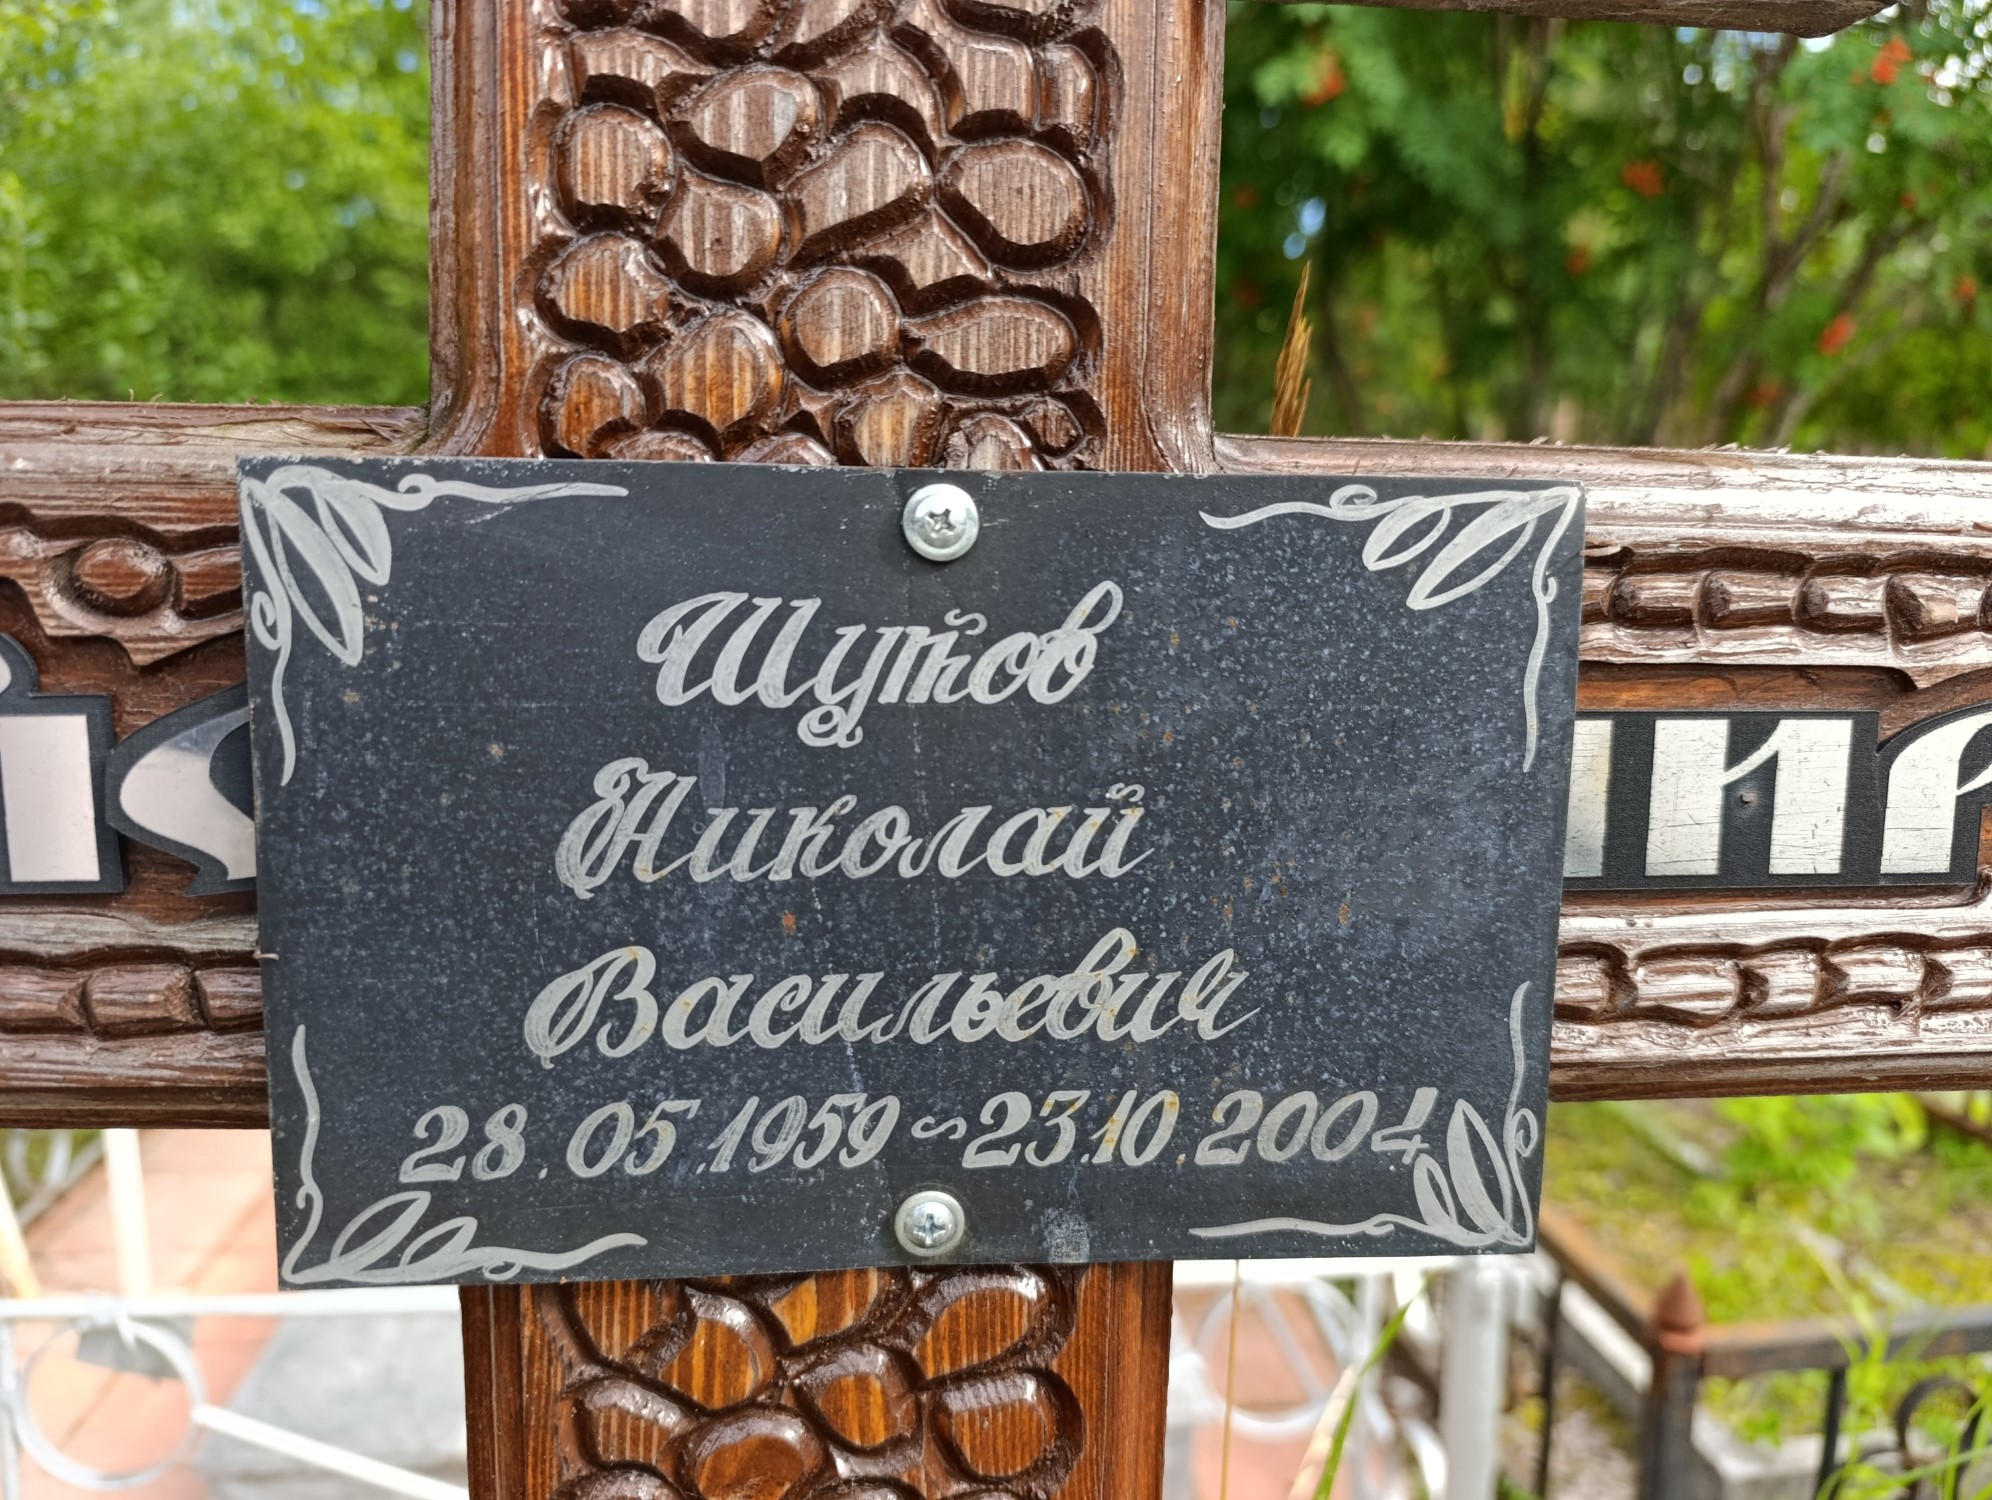 Шутов
Николай
Васильевич
28.05.1959~23.10.2004